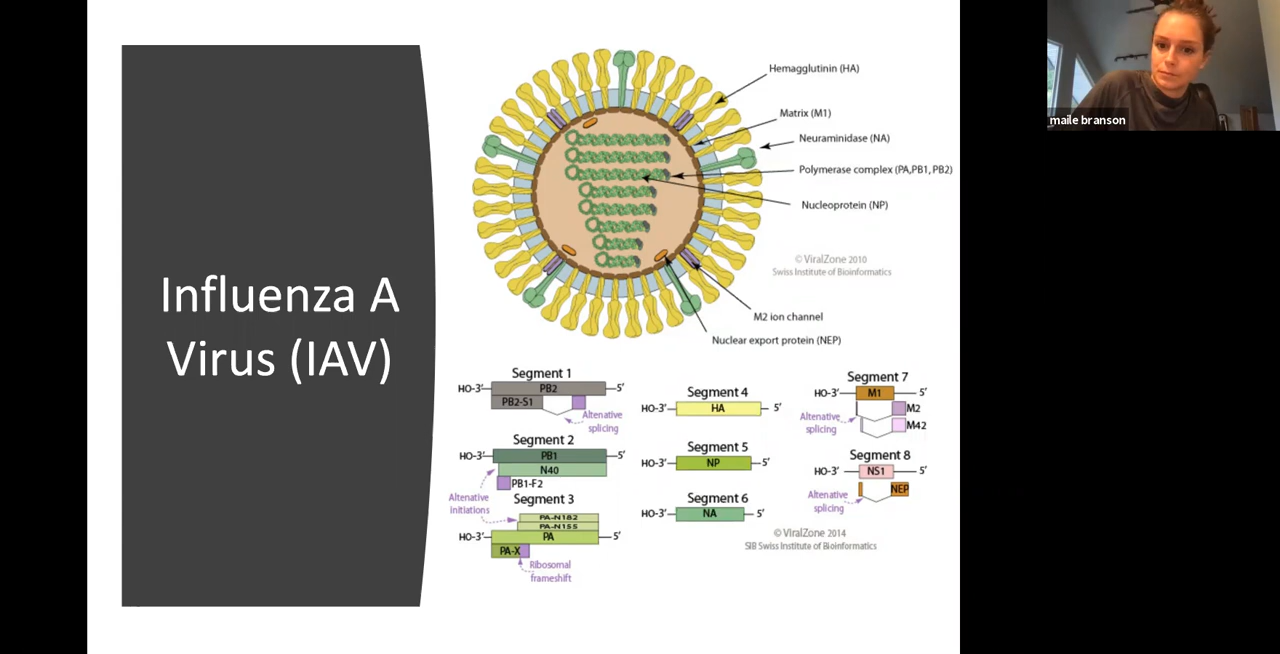 Influenza A
Virus (IAV)
Hemagglutinin (HA)
Matrix (M1)
Neuraminidase (NA)
Polymerase complex (PA,PB1, PB2)
Nucleoprotein (NP)
© ViralZone 2010
Swiss Institute of Bioinformatics
M2 ion channel
Nuclear export protein (NEP)
Segment 1
HO-3' PB2 5'
PB2-S1
Altenative
splicing
Segment 2
HO-3' PB1 5'
N40
PB1-F2
Altenative
initiations
Segment 3
PA-N182
PA-N155
HO-3' PA 5'
PA-X
Ribosomal
frameshift
Segment 4
HO-3' HA 5'
Segment 5
HO-3' NP 5'
Segment 6
HO-3' NA 5'
Segment 7
HO-3' M1 5'
M2
Altenative
splicing
M42
Segment 8
HO-3' NS1 5'
NEP
Altenative
splicing
© ViralZone 2014
SIB Swiss Institute of Bioinformatics
maile branson